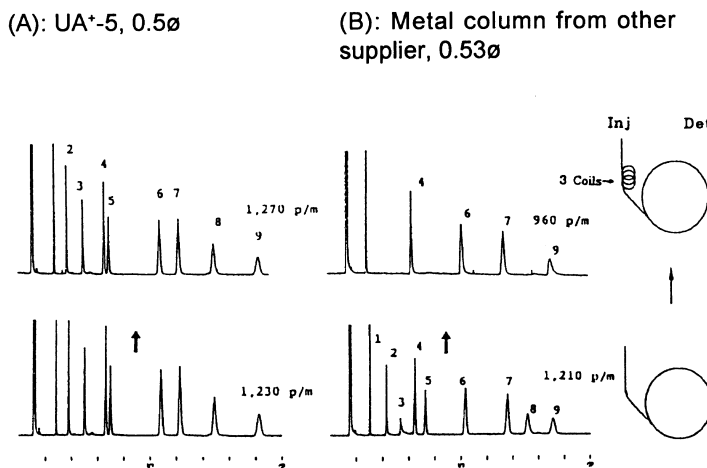 (A): UA⁺-5, 0.5ø
(B): Metal column from other
supplier, 0.53ø
2
3
4
5
6 7
8
9
1,270 p/m
4
6
7
960 p/m
9
Inj
Det
3 Coils→
1,230 p/m
1
2
3
4
5
6
7
8
9
1,210 p/m